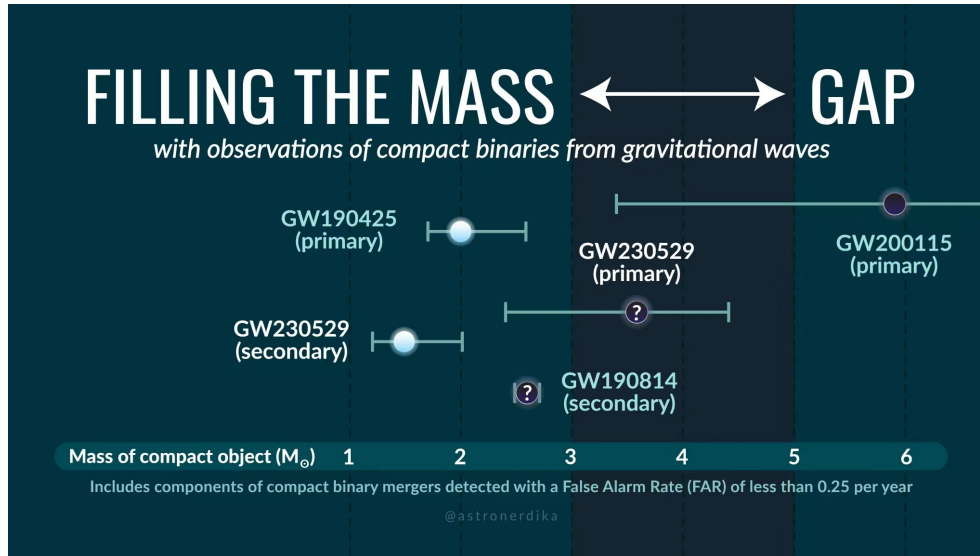 FILLING THE MASS GAP
with observations of compact binaries from gravitational waves
GW190425
(primary)
GW230529
(primary)
GW200115
(primary)
?
GW230529
(secondary)
?
GW190814
(secondary)
Mass of compact object (M☉) 1 2 3 4 5 6
Includes components of compact binary mergers detected with a False Alarm Rate (FAR) of less than 0.25 per year
@astronerdika